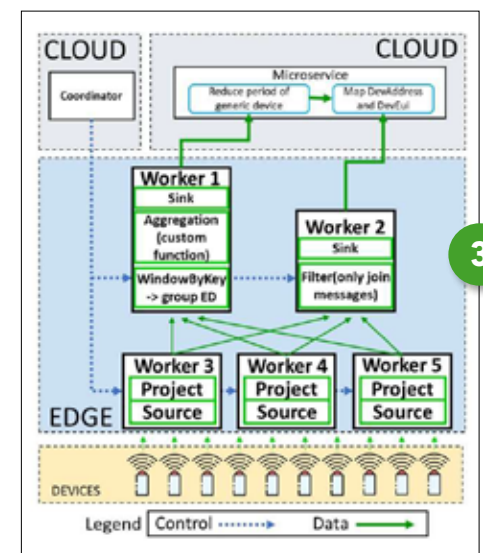 CLOUD
CLOUD
Coordinator
Microservice
Reduce period of
generic device
Map DevAddress
and DevEui
Worker 1
Sink
Aggregation
(custom
function)
WindowByKey
-> group ED
Worker 2
Sink
Filter(only join
messages)
3
Worker 3
Project
Source
Worker 4
Project
Source
Worker 5
Project
Source
EDGE
DEVICES
Legend
Control
Data